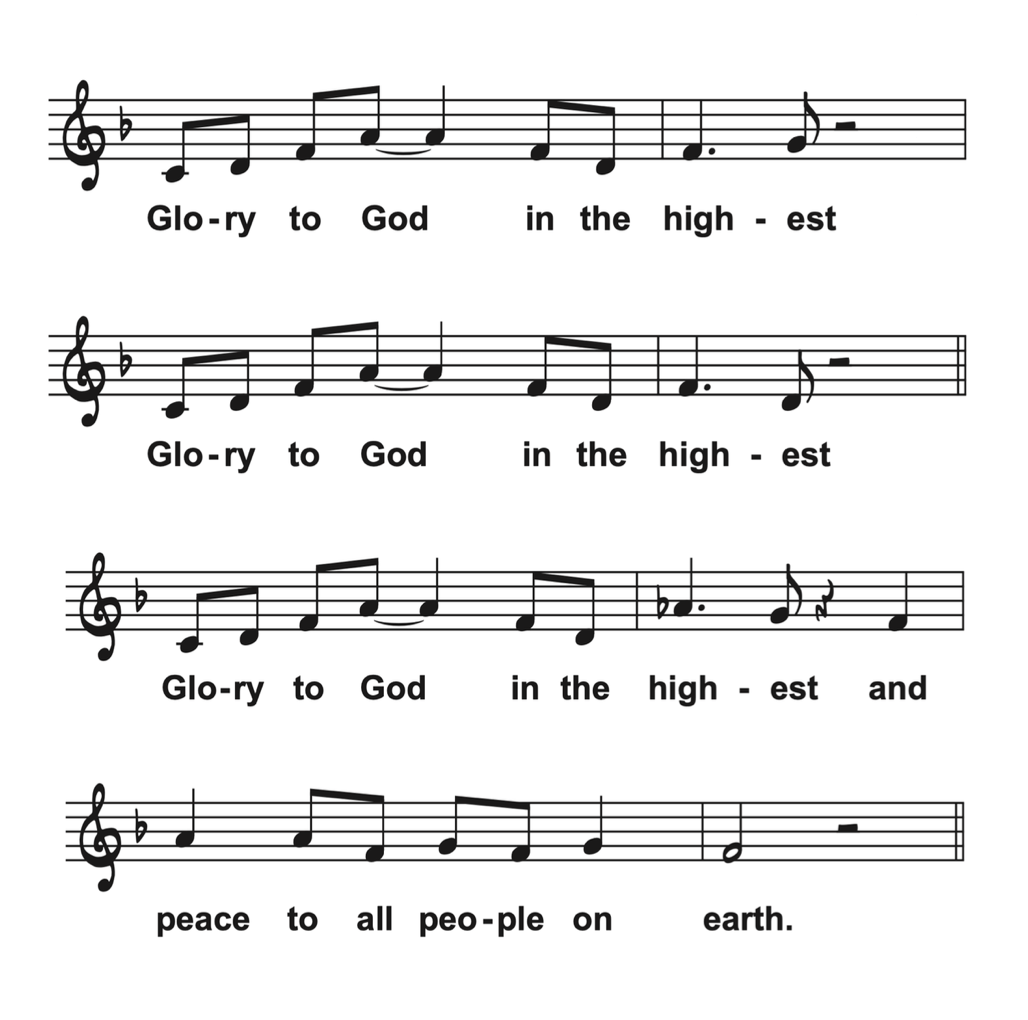 Glo-ry to God in the high - est
Glo-ry to God in the high - est
Glo-ry to God in the high - est and
peace to all peo-ple on earth.